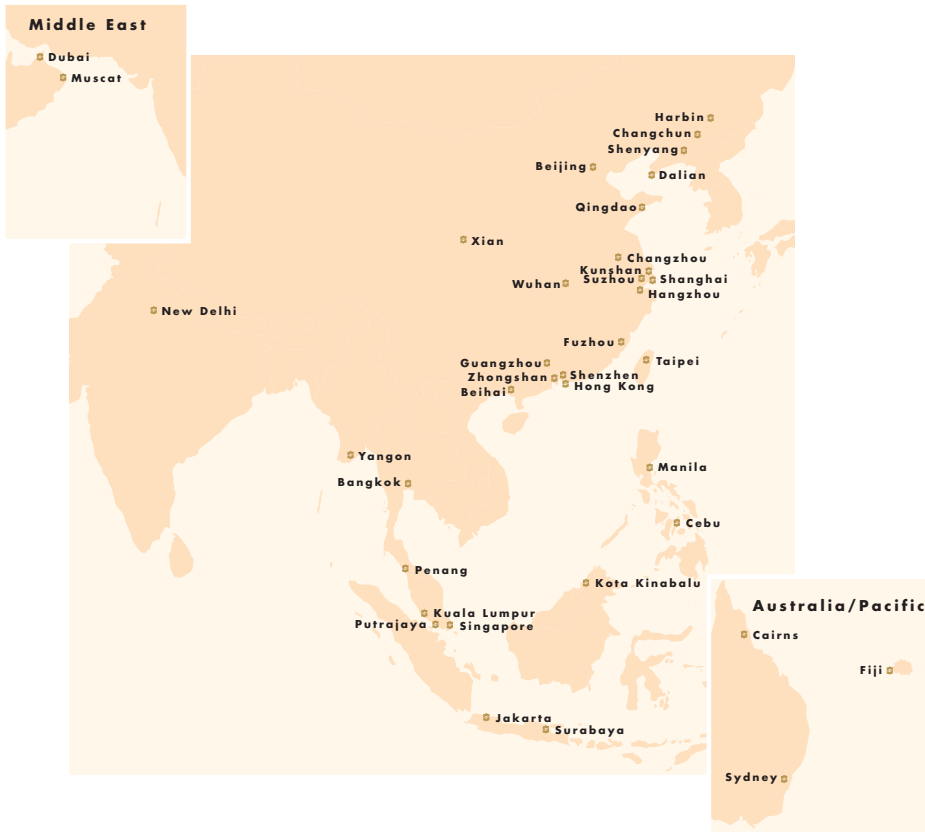 Middle East
Dubai
Muscat
Harbin
Changchun
Shenyang
Beijing
Dalian
Qingdao
Xian
Changzhou
Kunshan
Suzhou
Shanghai
Wuhan
Hangzhou
New Delhi
Fuzhou
Taipei
Guangzhou
Shenzhen
Zhongshan
Hong Kong
Beihai
Yangon
Manila
Bangkok
Cebu
Penang
Kota Kinabalu
Kuala Lumpur
Putrajaya
Singapore
Jakarta
Surabaya
Australia/Pacific
Cairns
Fiji
Sydney